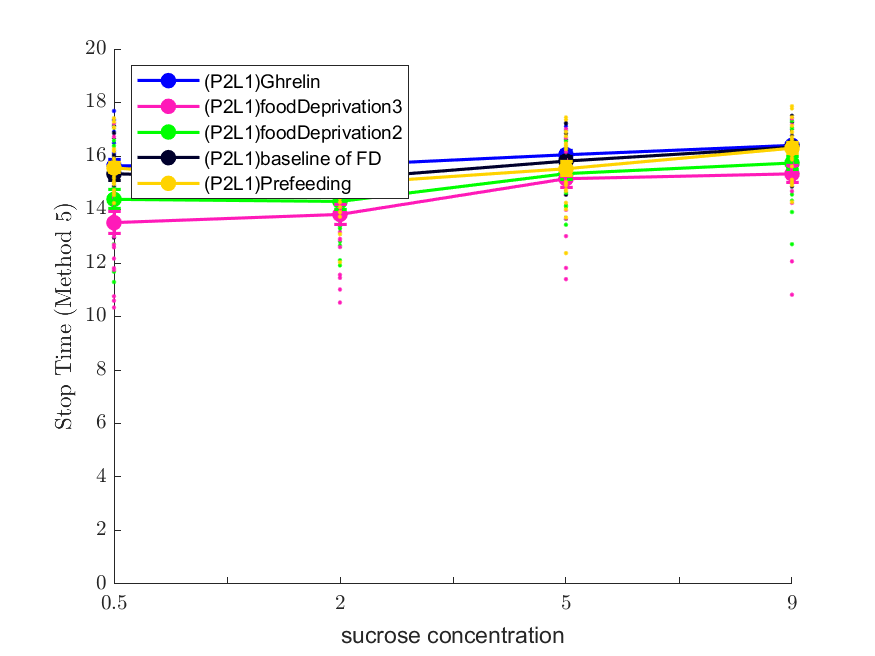 20
18
16
14
12
10
8
6
4
2
0
Stop Time (Method 5)
(P2L1)Ghrelin
(P2L1)foodDeprivation3
(P2L1)foodDeprivation2
(P2L1)baseline of FD
(P2L1)Prefeeding
0.5 2 5 9
sucrose concentration